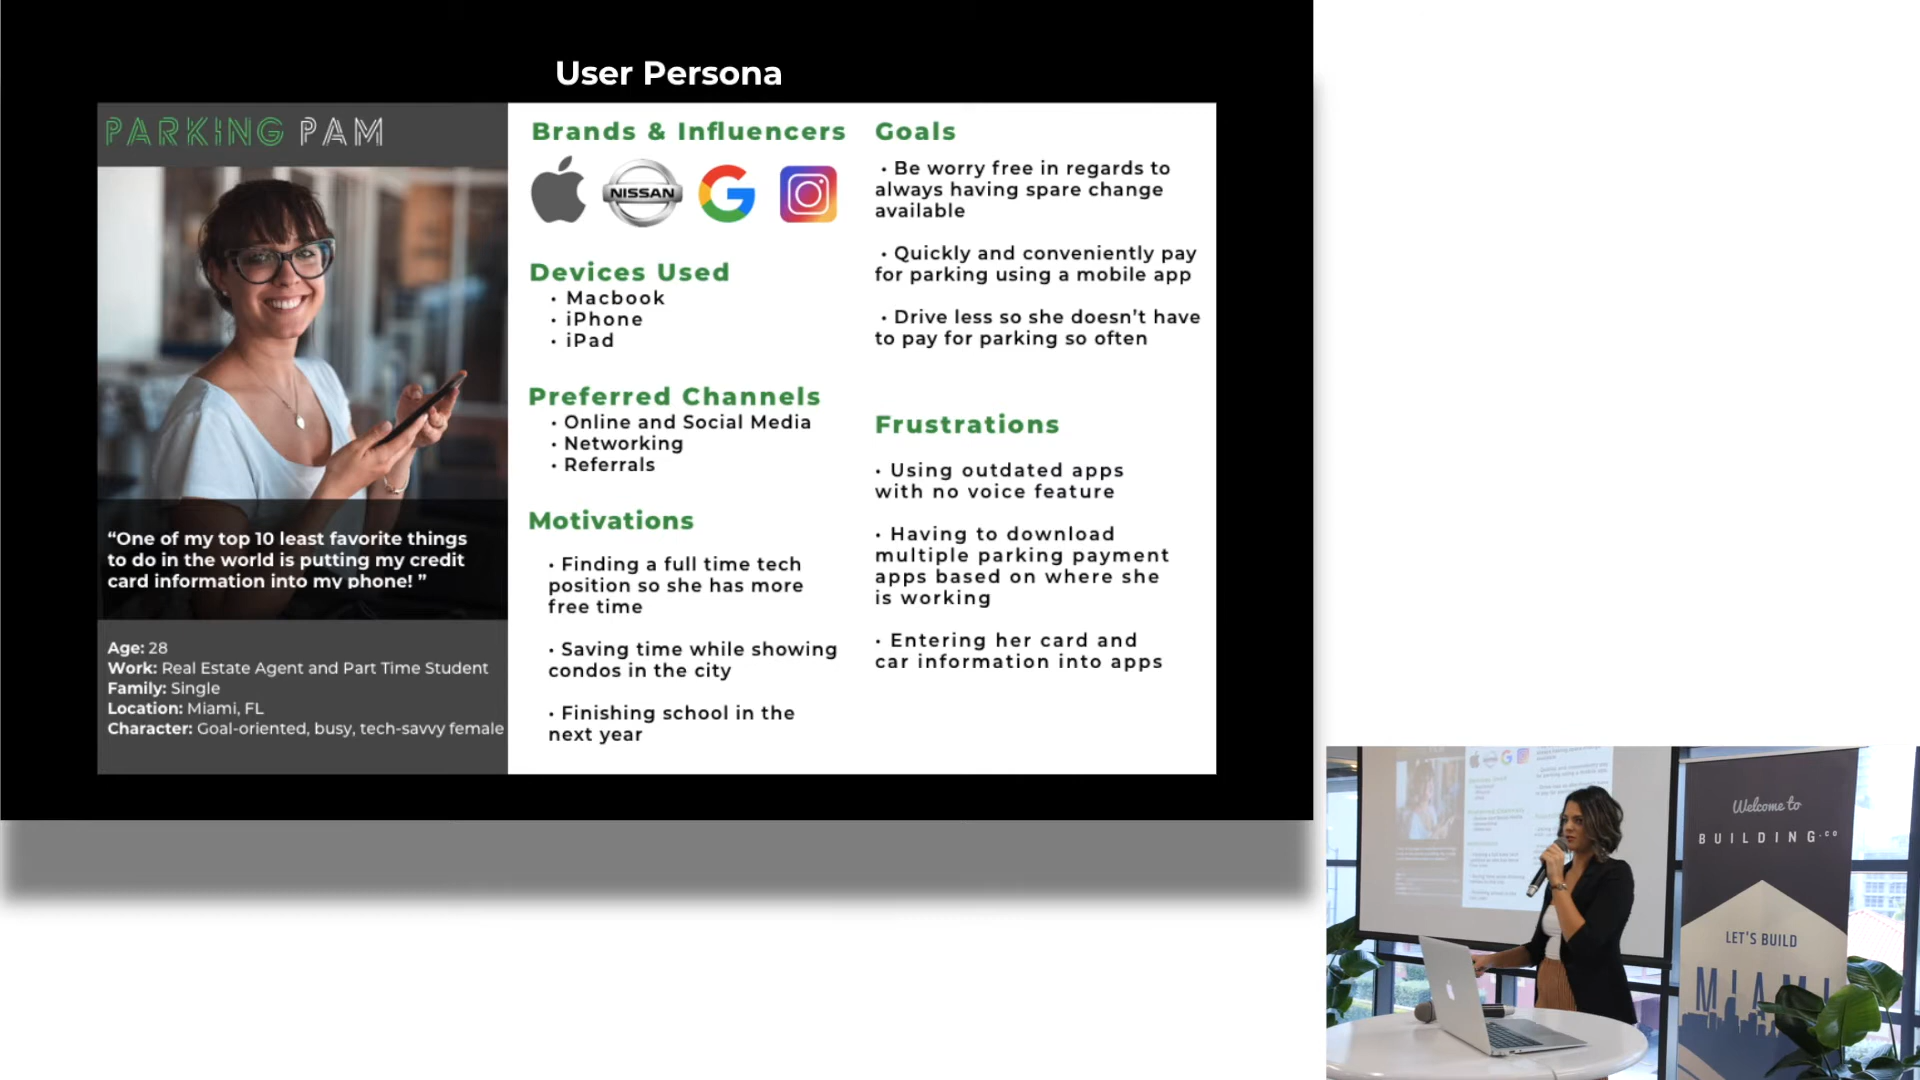 User Persona
PARKING PAM
“One of my top 10 least favorite things
to do in the world is putting my credit
card information into my phone! ”
Age: 28
Work: Real Estate Agent and Part Time Student
Family: Single
Location: Miami, FL
Character: Goal-oriented, busy, tech-savvy female
Brands & Influencers
NISSAN
Devices Used
• Macbook
• iPhone
• iPad
Preferred Channels
• Online and Social Media
• Networking
• Referrals
Motivations
• Finding a full time tech
position so she has more
free time
• Saving time while showing
condos in the city
• Finishing school in the
next year
Goals
• Be worry free in regards to
always having spare change
available
• Quickly and conveniently pay
for parking using a mobile app
• Drive less so she doesn’t have
to pay for parking so often
Frustrations
• Using outdated apps
with no voice feature
• Having to download
multiple parking payment
apps based on where she
is working
• Entering her card and
car information into apps
Welcome to
BUILDING.co
LET'S BUILD
MIAMI